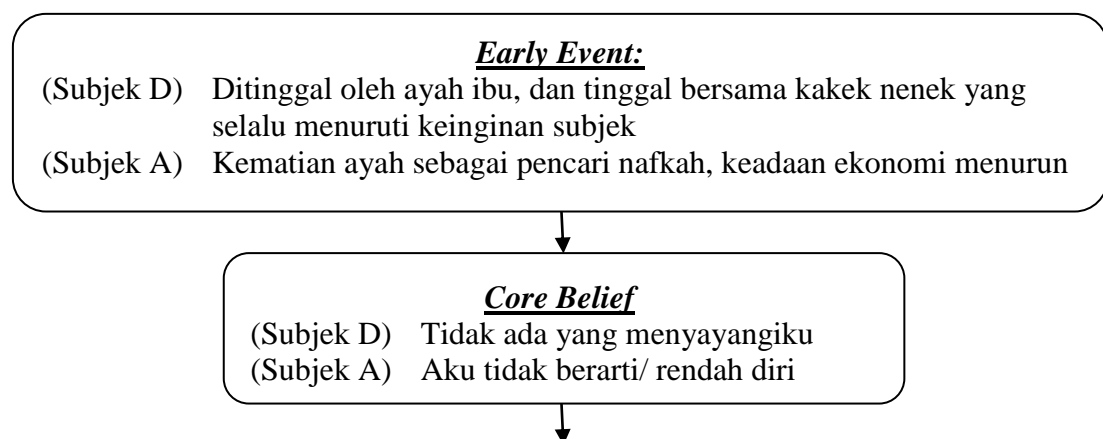 Early Event:
(Subjek D) Ditinggal oleh ayah ibu, dan tinggal bersama kakek nenek yang
selalu menuruti keinginan subjek
(Subjek A) Kematian ayah sebagai pencari nafkah, keadaan ekonomi menurun
Core Belief
(Subjek D) Tidak ada yang menyayangiku
(Subjek A) Aku tidak berarti/ rendah diri